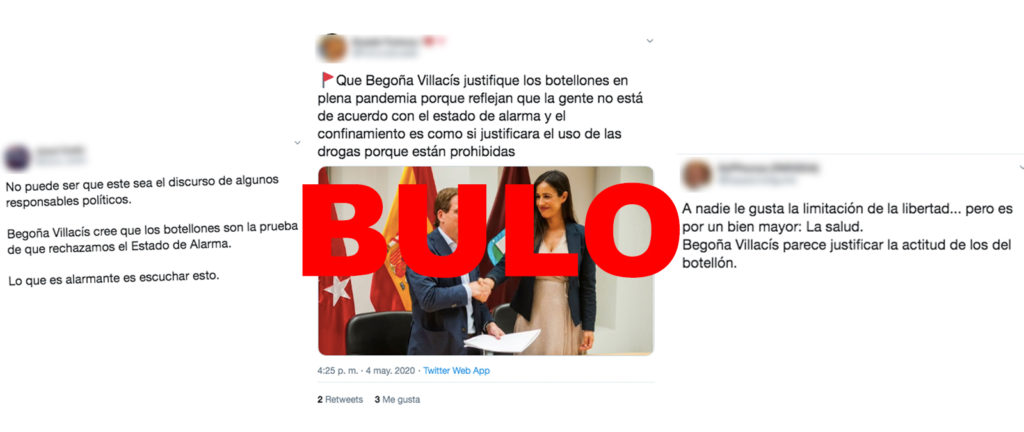 No puede ser que este sea el discurso de algunos
responsables políticos.
Begoña Villacís cree que los botellones son la prueba
de que rechazamos el Estado de Alarma.
Lo que es alarmante es escuchar esto.
🚩Que Begoña Villacís justifique los botellones en
plena pandemia porque reflejan que la gente no está
de acuerdo con el estado de alarma y el
confinamiento es como si justificara el uso de las
drogas porque están prohibidas
BULO
4:25 p. m. · 4 may. 2020 · Twitter Web App
2 Retweets 3 Me gusta
A nadie le gusta la limitación de la libertad... pero es
por un bien mayor: La salud.
Begoña Villacís parece justificar la actitud de los del
botellón.